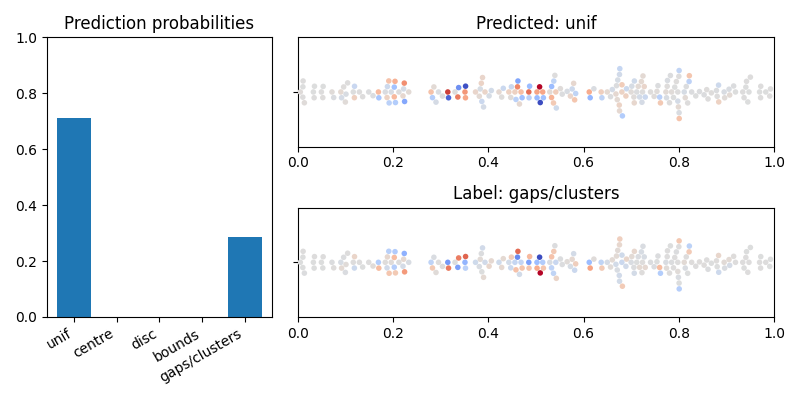 Prediction probabilities
1.0
0.8
0.6
0.4
0.2
0.0
unif
centre
disc
bounds
gaps/clusters
Predicted: unif
0.0 0.2 0.4 0.6 0.8 1.0
Label: gaps/clusters
0.0 0.2 0.4 0.6 0.8 1.0